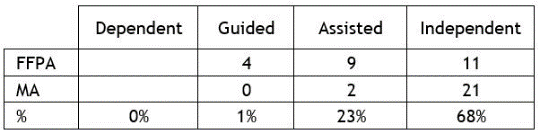 Dependent Guided Assisted Independent
FFPA 4 9 11
MA 0 2 21
% 0% 1% 23% 68%